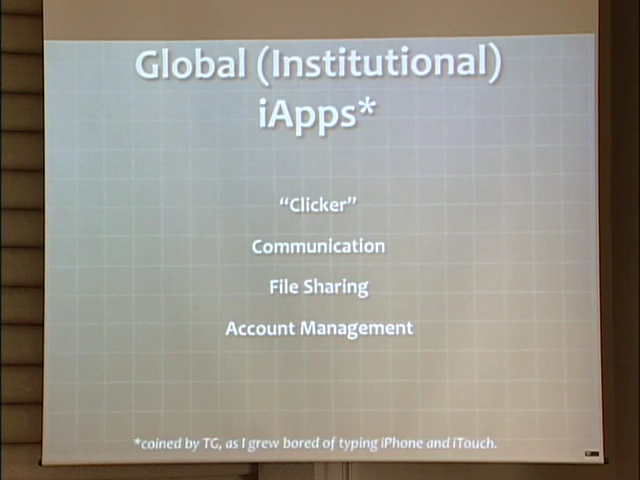 Global (Institutional)
iApps*
“Clicker”
Communication
File Sharing
Account Management
*coined by TG, as I grew bored of typing iPhone and iTouch.